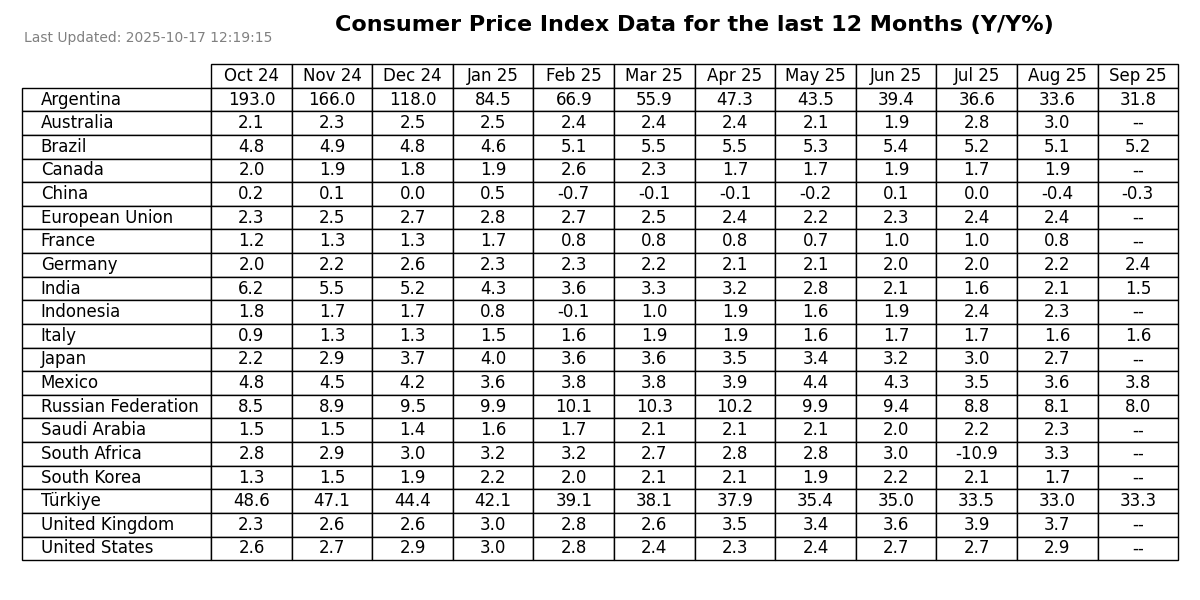 Consumer Price Index Data for the last 12 Months (Y/Y%)
Last Updated: 2025-10-17 12:19:15
Oct 24 Nov 24 Dec 24 Jan 25 Feb 25 Mar 25 Apr 25 May 25 Jun 25 Jul 25 Aug 25 Sep 25
Argentina 193.0 166.0 118.0 84.5 66.9 55.9 47.3 43.5 39.4 36.6 33.6 31.8
Australia 2.1 2.3 2.5 2.5 2.4 2.4 2.4 2.1 1.9 2.8 3.0 --
Brazil 4.8 4.9 4.8 4.6 5.1 5.5 5.5 5.3 5.4 5.2 5.1 5.2
Canada 2.0 1.9 1.8 1.9 2.6 2.3 1.7 1.7 1.9 1.7 1.9 --
China 0.2 0.1 0.0 0.5 -0.7 -0.1 -0.1 -0.2 0.1 0.0 -0.4 -0.3
European Union 2.3 2.5 2.7 2.8 2.7 2.5 2.4 2.2 2.3 2.4 2.4 --
France 1.2 1.3 1.3 1.7 0.8 0.8 0.8 0.7 1.0 1.0 0.8 --
Germany 2.0 2.2 2.6 2.3 2.3 2.2 2.1 2.1 2.0 2.0 2.2 2.4
India 6.2 5.5 5.2 4.3 3.6 3.3 3.2 2.8 2.1 1.6 2.1 1.5
Indonesia 1.8 1.7 1.7 0.8 -0.1 1.0 1.9 1.6 1.9 2.4 2.3 --
Italy 0.9 1.3 1.3 1.5 1.6 1.9 1.9 1.6 1.7 1.7 1.6 1.6
Japan 2.2 2.9 3.7 4.0 3.6 3.6 3.5 3.4 3.2 3.0 2.7 --
Mexico 4.8 4.5 4.2 3.6 3.8 3.8 3.9 4.4 4.3 3.5 3.6 3.8
Russian Federation 8.5 8.9 9.5 9.9 10.1 10.3 10.2 9.9 9.4 8.8 8.1 8.0
Saudi Arabia 1.5 1.5 1.4 1.6 1.7 2.1 2.1 2.1 2.0 2.2 2.3 --
South Africa 2.8 2.9 3.0 3.2 3.2 2.7 2.8 2.8 3.0 -10.9 3.3 --
South Korea 1.3 1.5 1.9 2.2 2.0 2.1 2.1 1.9 2.2 2.1 1.7 --
Türkiye 48.6 47.1 44.4 42.1 39.1 38.1 37.9 35.4 35.0 33.5 33.0 33.3
United Kingdom 2.3 2.6 2.6 3.0 2.8 2.6 3.5 3.4 3.6 3.9 3.7 --
United States 2.6 2.7 2.9 3.0 2.8 2.4 2.3 2.4 2.7 2.7 2.9 --